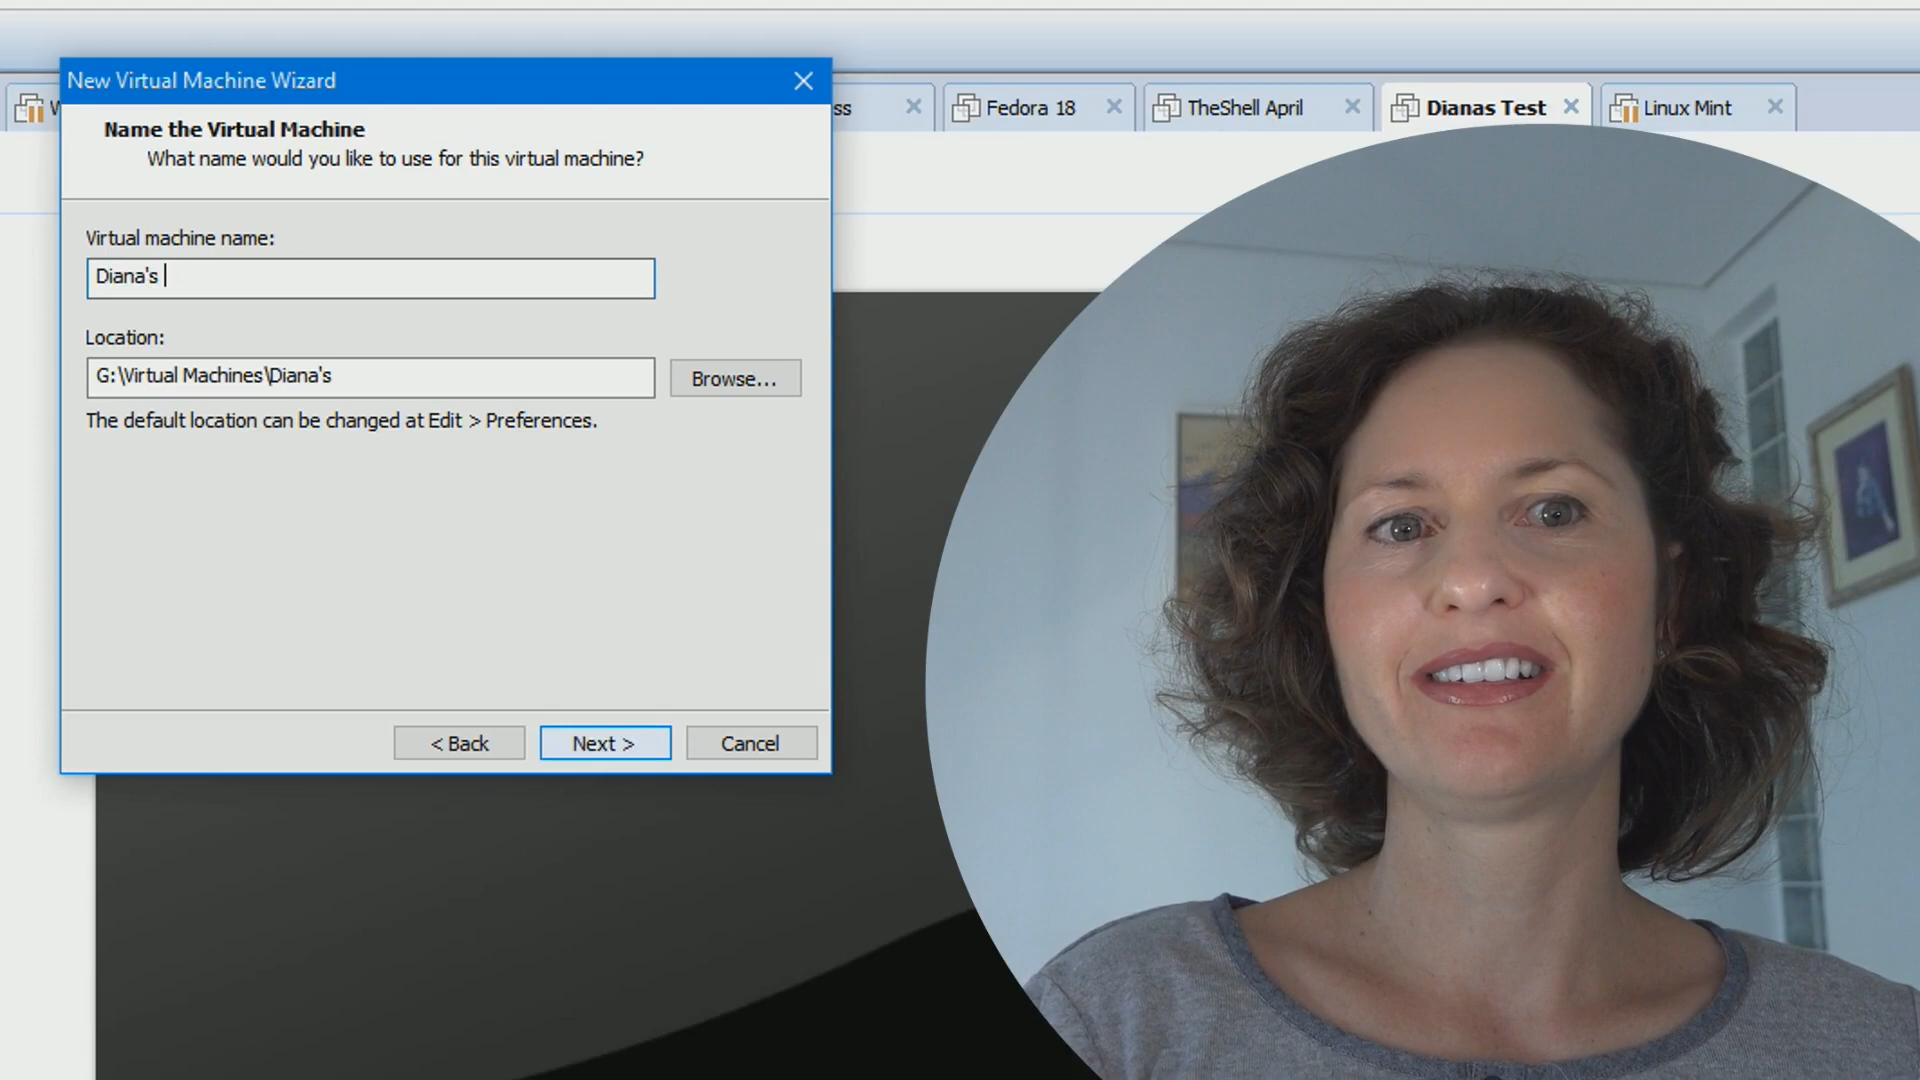 New Virtual Machine Wizard
Fedora 18
TheShell April
Dianas Test
Linux Mint
Name the Virtual Machine
What name would you like to use for this virtual machine?
Virtual machine name:
Diana's
Location:
G:\Virtual Machines\Diana's
Browse...
The default location can be changed at Edit > Preferences.
< Back
Next >
Cancel